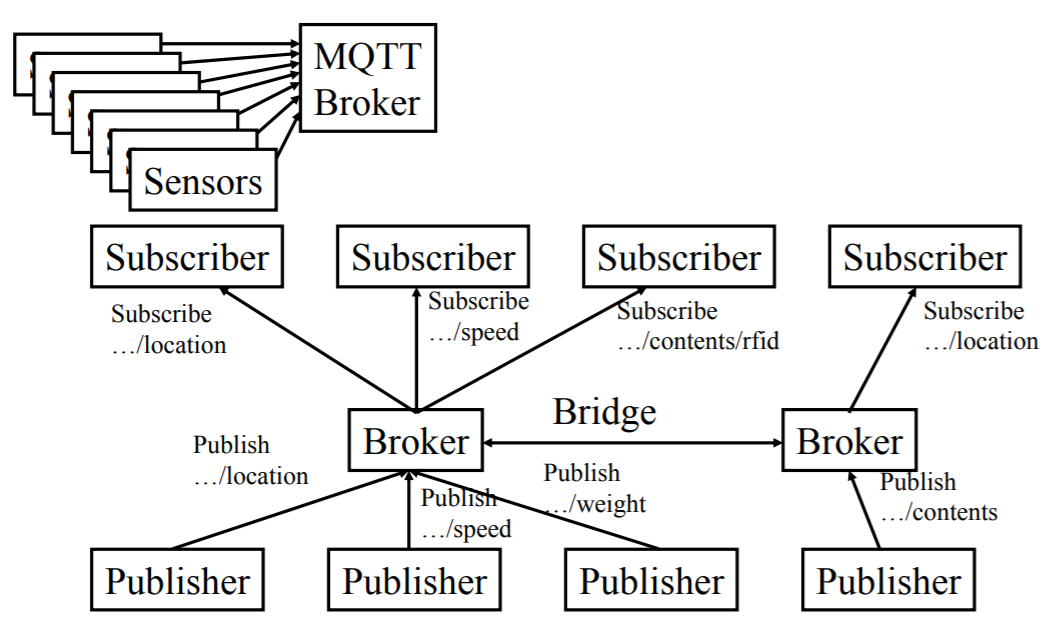 MQTT
Broker
Sensors
Subscriber
Subscriber
Subscriber
Subscriber
Subscribe
…/location
Subscribe
…/speed
Subscribe
…/contents/rfid
Subscribe
…/location
Bridge
Broker
Broker
Publish
…/location
Publish
…/speed
Publish
…/weight
Publish
…/contents
Publisher
Publisher
Publisher
Publisher